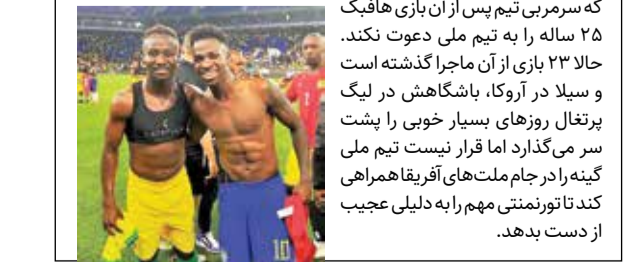 که سرمربی تیم پس از آن بازی هافبک
۲۵ ساله را به تیم ملی دعوت نکند.
حالا ۲۳ بازی از آن ماجرا گذشته است
و سیلا در آروکا، باشگاهش در لیگ
پرتغال روزهای بسیار خوبی را پشت
سر می‌گذارد اما قرار نیست تیم ملی
گینه را در جام ملت‌های آفریقا همراهی
کند تا تورنمنتی مهم را به دلیلی عجیب
از دست بدهد.
10